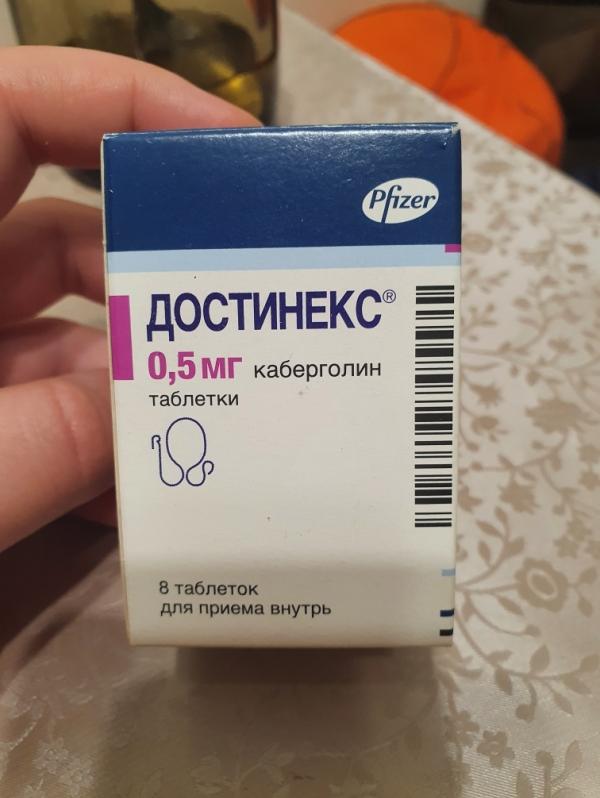 Pfizer
ДОСТИНЕКС®
0,5 мг каберголин
таблетки
8 таблеток
для приема внутрь